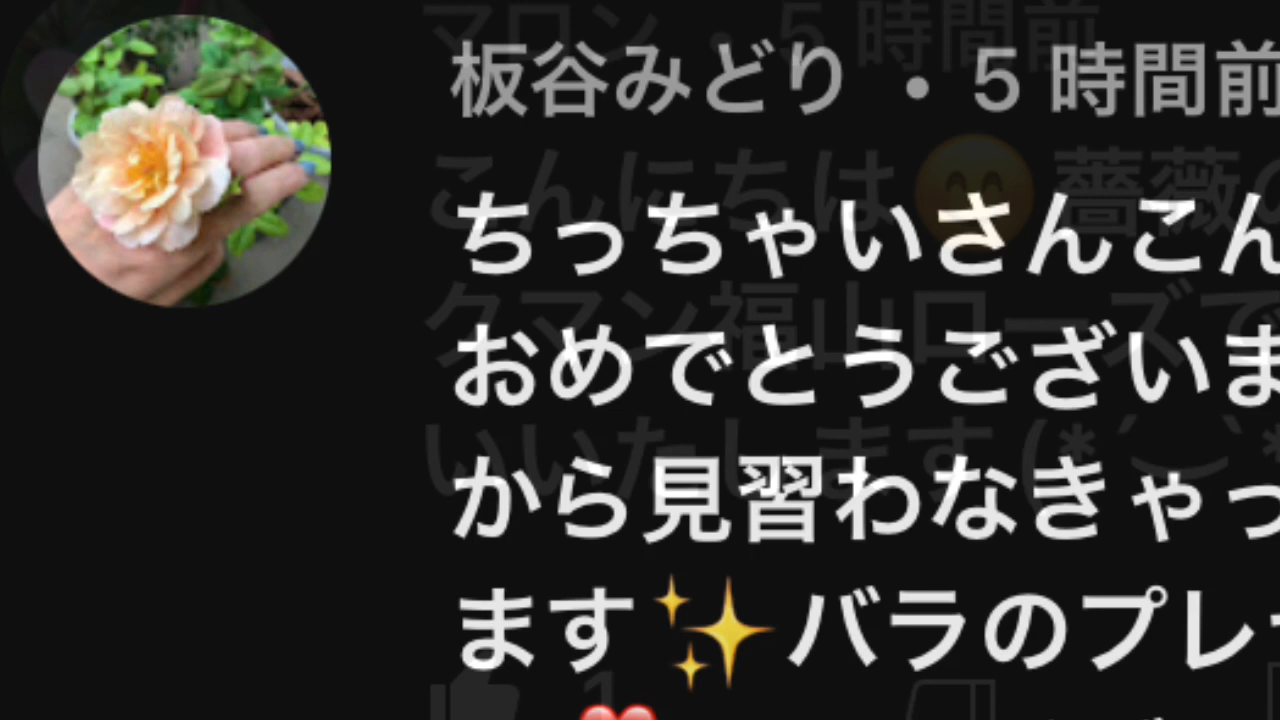 板谷みどり・5 時間前
ちっちゃいさんこん
おめでとうございま
から見習わなきゃっ
ます✨バラのプレ